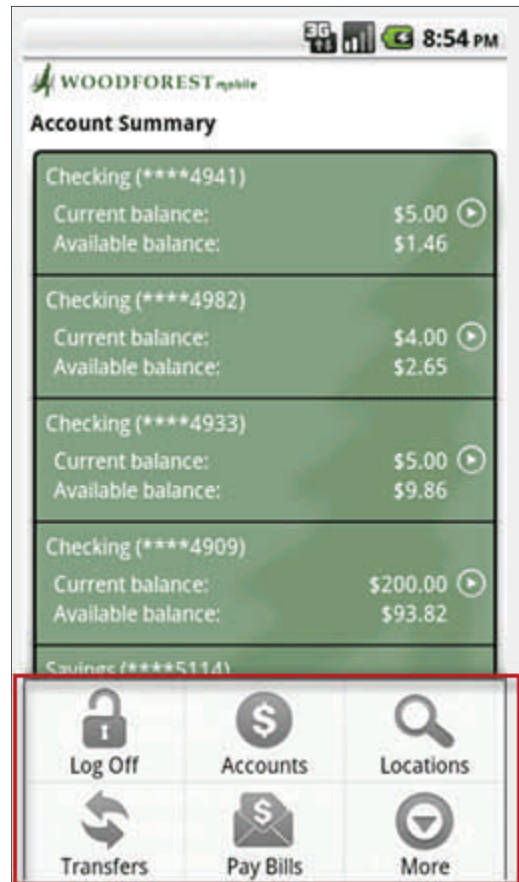 3G 8:54 PM
WOODFOREST mobile
Account Summary
Checking (****4941)
Current balance: $5.00
Available balance: $1.46
Checking (****4982)
Current balance: $4.00
Available balance: $2.65
Checking (****4933)
Current balance: $5.00
Available balance: $9.86
Checking (****4909)
Current balance: $200.00
Available balance: $93.82
Savings (****5114)
Log Off Accounts Locations
Transfers Pay Bills More